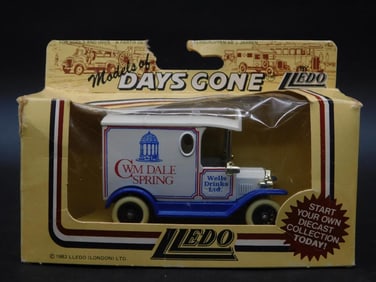 Models of
DAYS GONE
LLEDO
CWM DALE
SPRING
Wells
Drinks
Ltd.
START
YOUR OWN
DIECAST
COLLECTION
TODAY!
LLEDO
© 1983 LLEDO (LONDON) LTD.